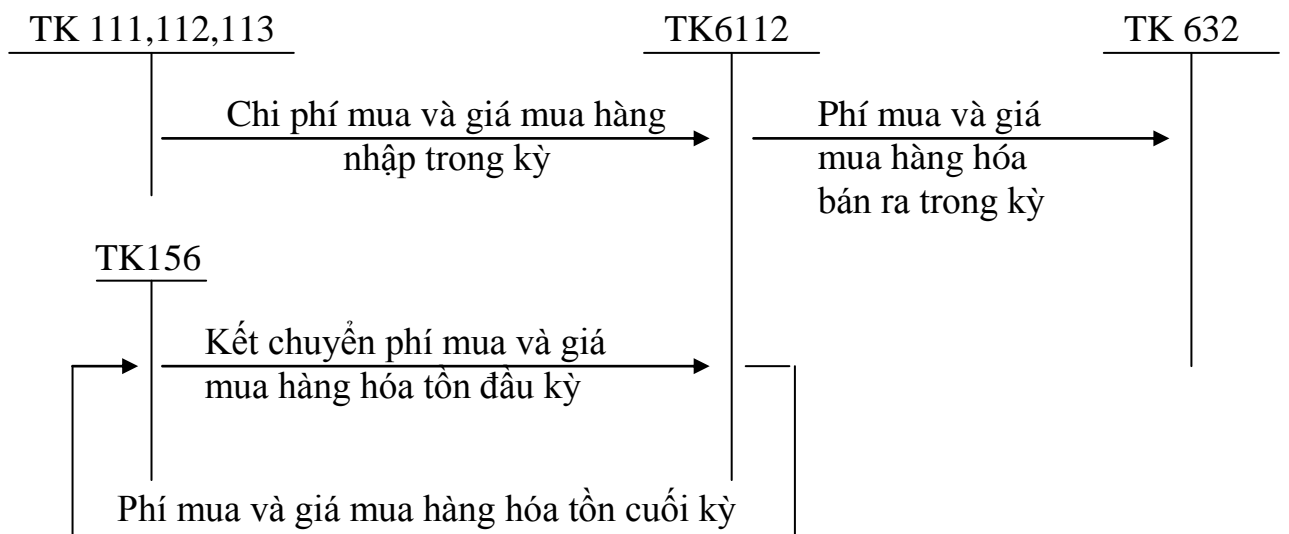 TK 111,112,113
TK6112
TK 632
Chi phí mua và giá mua hàng
nhập trong kỳ
Phí mua và giá
mua hàng hóa
bán ra trong kỳ
TK156
Kết chuyển phí mua và giá
mua hàng hóa tồn đầu kỳ
Phí mua và giá mua hàng hóa tồn cuối kỳ